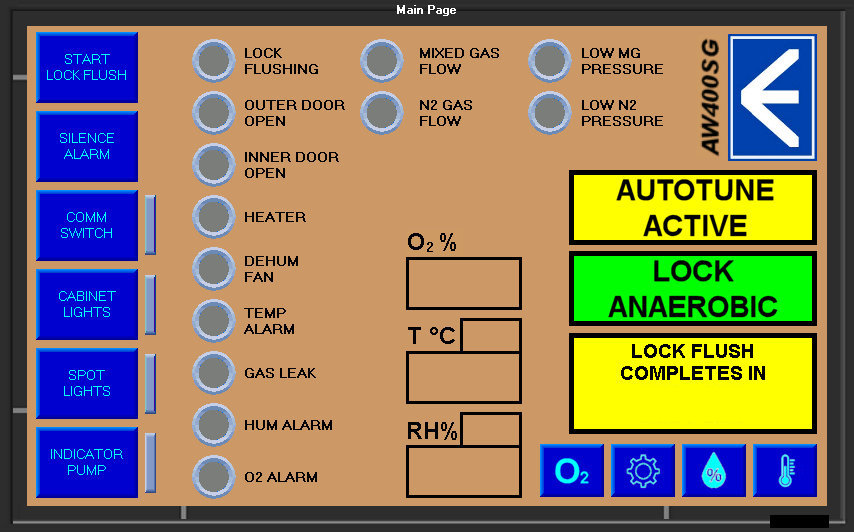 Main Page
START
LOCK FLUSH
SILENCE
ALARM
COMM
SWITCH
CABINET
LIGHTS
SPOT
LIGHTS
INDICATOR
PUMP
LOCK
FLUSHING
OUTER DOOR
OPEN
INNER DOOR
OPEN
HEATER
DEHUM
FAN
TEMP
ALARM
GAS LEAK
HUM ALARM
O2 ALARM
MIXED GAS
FLOW
N2 GAS
FLOW
LOW MG
PRESSURE
LOW N2
PRESSURE
O₂ %
T °C
RH%
AW400SG
AUTOTUNE
ACTIVE
LOCK
ANAEROBIC
LOCK FLUSH
COMPLETES IN
O₂
%